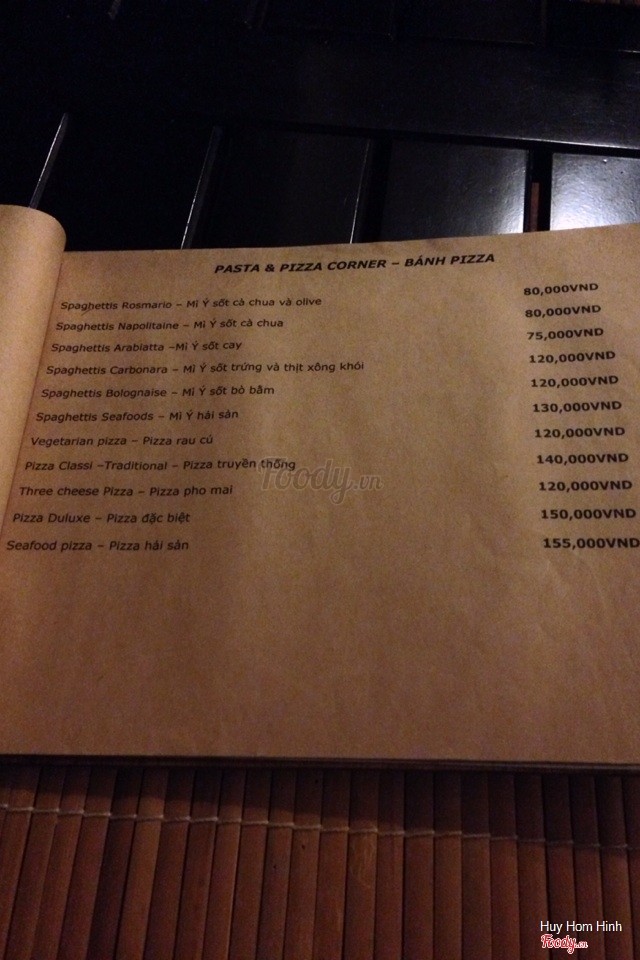 PASTA & PIZZA CORNER – BÁNH PIZZA
Spaghettis Rosmario – Mì Ý sốt cà chua và olive 80,000VND
Spaghettis Napolitaine – Mì Ý sốt cà chua 80,000VND
Spaghettis Arabiatta –Mì Ý sốt cay 75,000VND
Spaghettis Carbonara – Mì Ý sốt trứng và thịt xông khói 120,000VND
Spaghettis Bolognaise – Mì Ý sốt bò bằm 120,000VND
Spaghettis Seafoods – Mì Ý hải sản 130,000VND
Vegetarian pizza – Pizza rau củ 120,000VND
Pizza Classi –Traditional – Pizza truyền thống 140,000VND
Three cheese Pizza – Pizza pho mai 120,000VND
Pizza Duluxe – Pizza đặc biệt 150,000VND
Seafood pizza – Pizza hải sản 155,000VND
Foody.vn
Huy Hom Hinh
Foody.vn